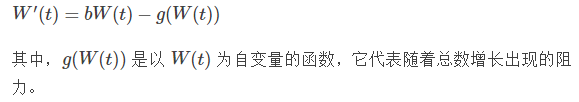 W′(t) = bW(t) − g(W(t))
其中，g(W(t)) 是以 W(t) 为自变量的函数，它代表随着总数增长出现的阻
力。